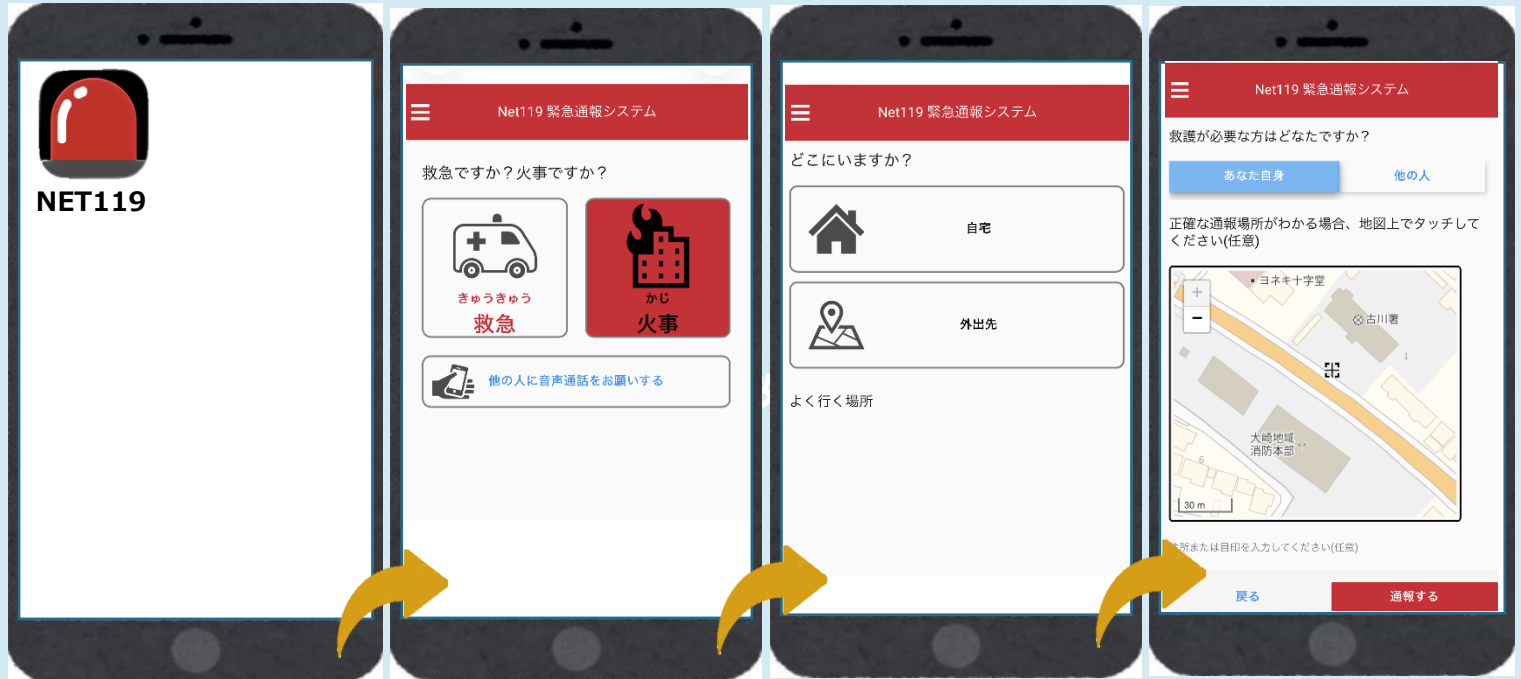 NET119
Net119 緊急通報システム
救急ですか？火事ですか？
きゅうきゅう
救急
かじ
火事
他の人に音声通話をお願いする
Net119 緊急通報システム
どこにいますか？
自宅
外出先
よく行く場所
Net119 緊急通報システム
救護が必要な方はどなたですか？
あなた自身
他の人
正確な通報場所がわかる場合、地図上でタッチして
ください(任意)
+
−
ヨネキ十字堂
古川署
1
大崎地域
消防本部
6
30 m
所または目印を入力してください(任意)
戻る
通報する